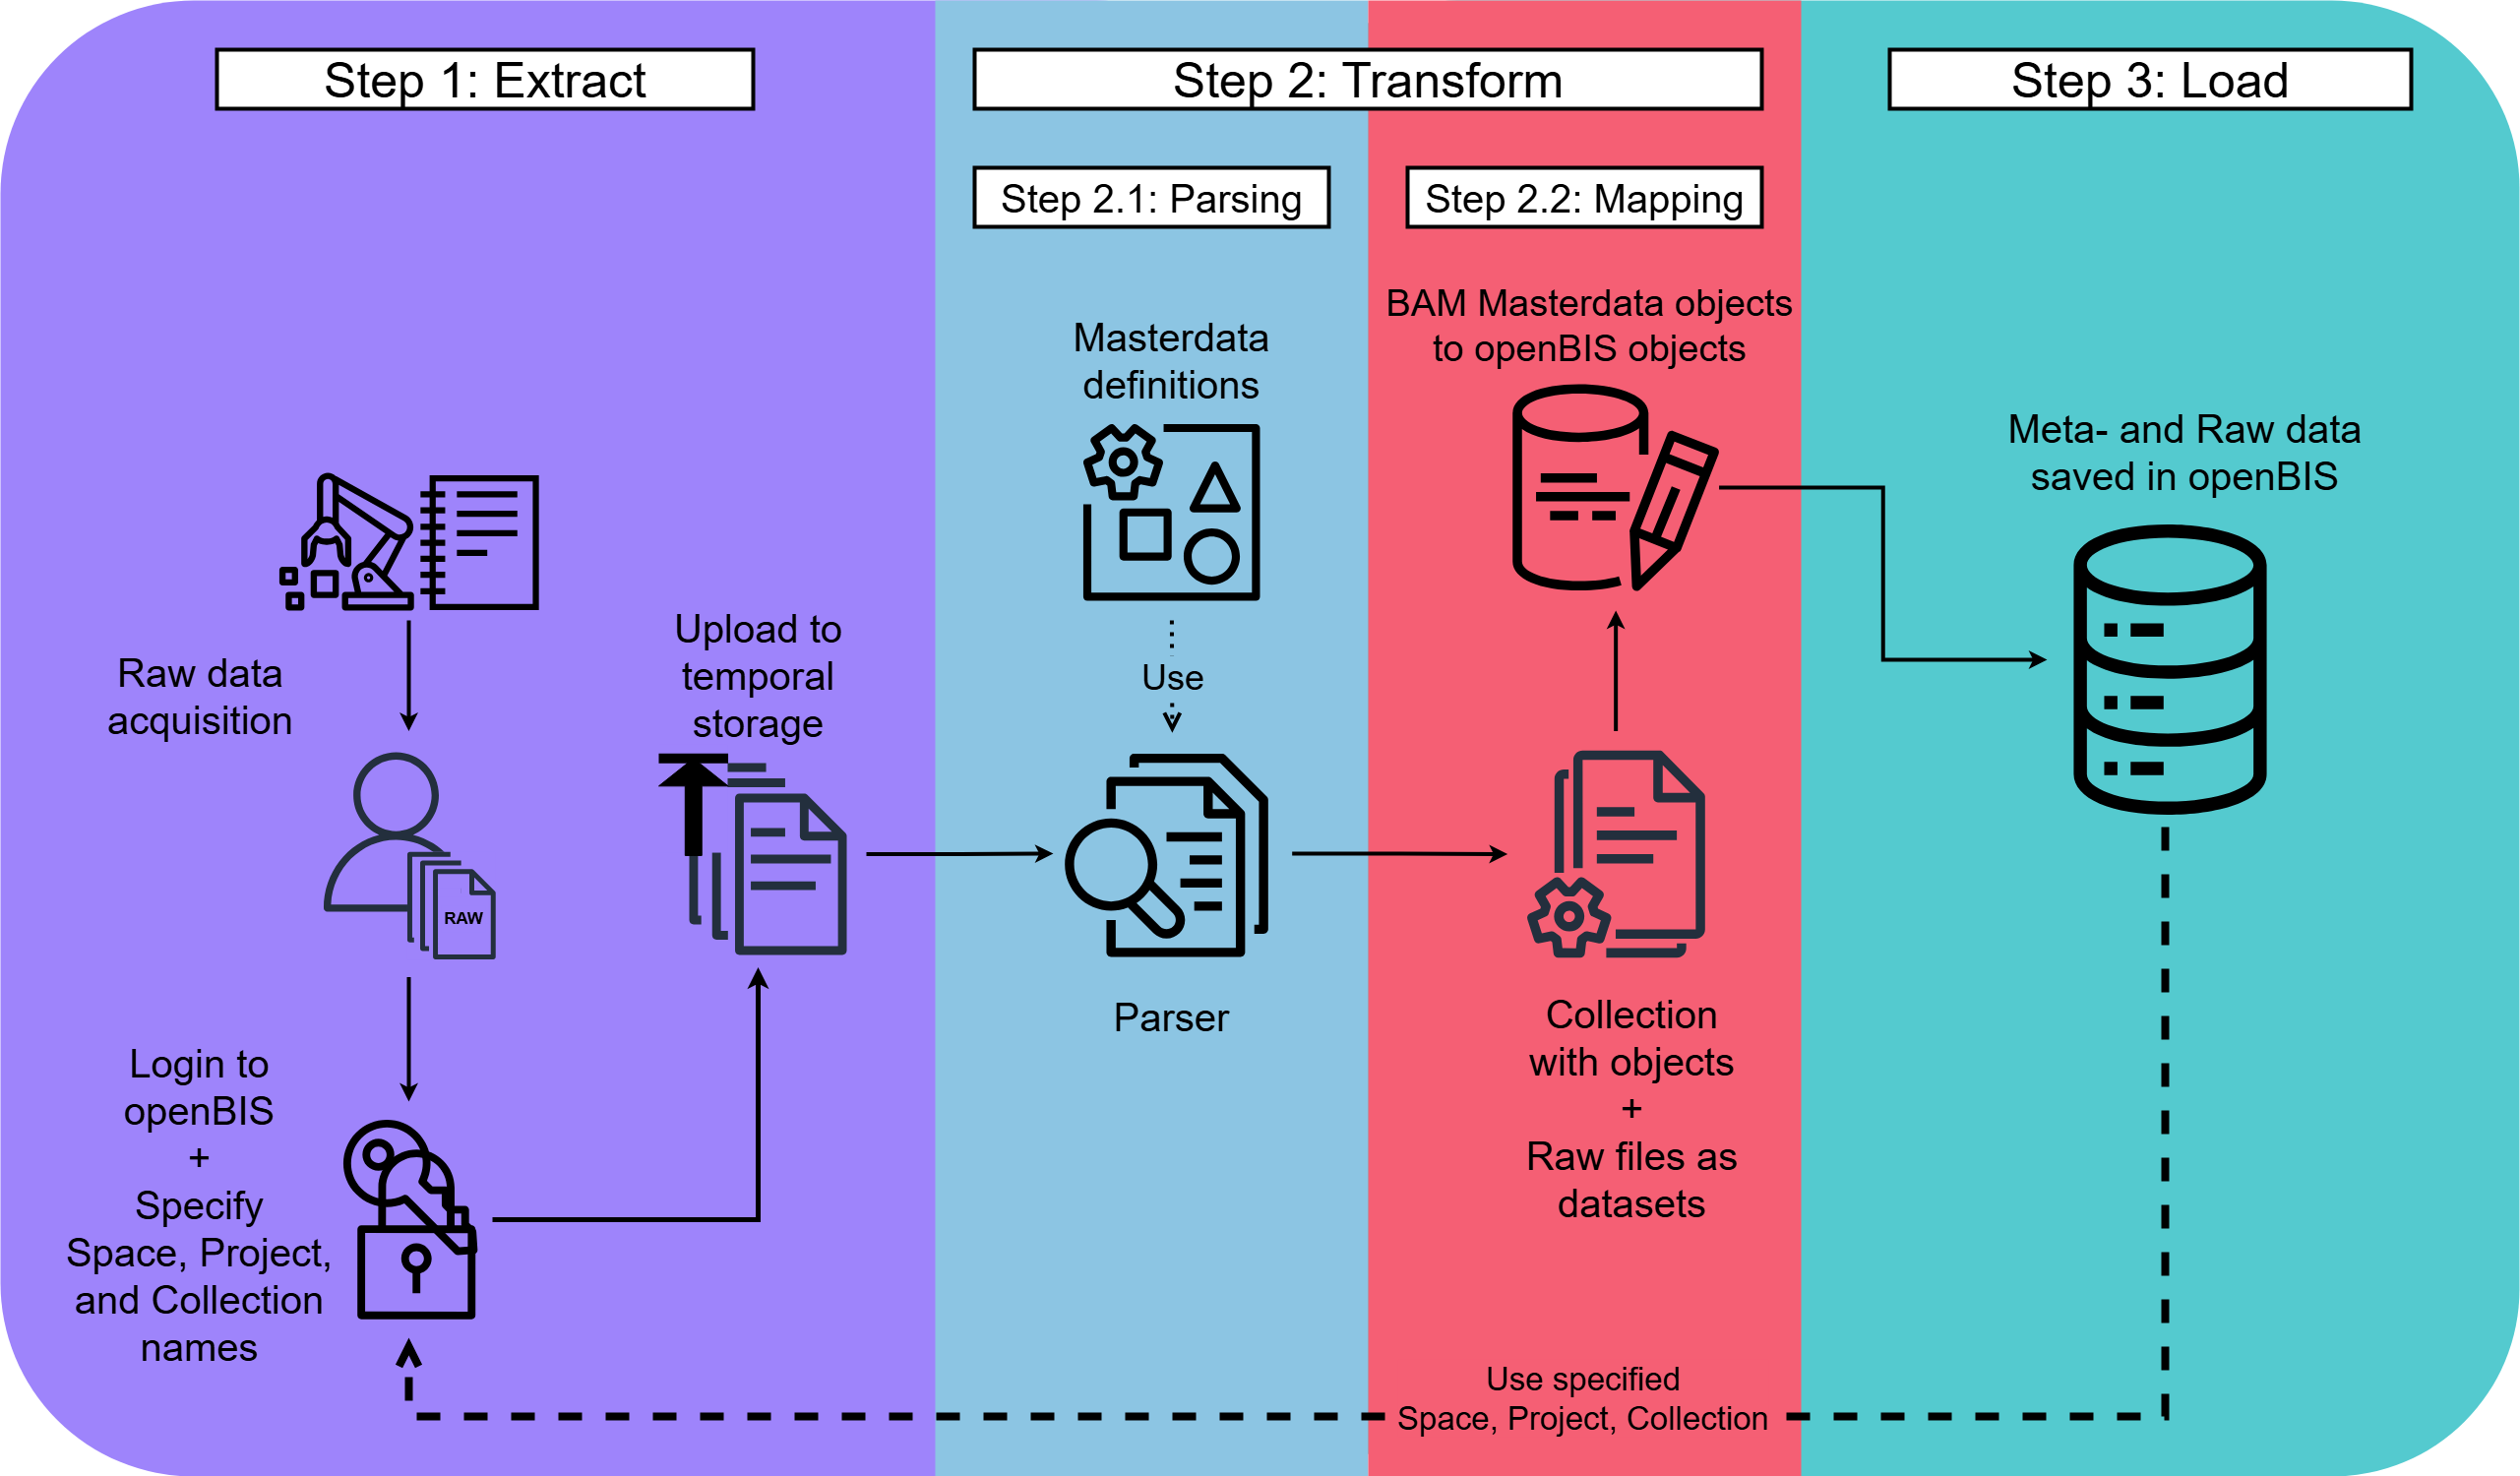 Step 1: Extract
Step 2: Transform
Step 3: Load
Step 2.1: Parsing
Step 2.2: Mapping
Raw data
acquisition
RAW
Login to
openBIS
+
Specify
Space, Project,
and Collection
names
Upload to
temporal
storage
Masterdata
definitions
Use
Parser
BAM Masterdata objects
to openBIS objects
Collection
with objects
+
Raw files as
datasets
Meta- and Raw data
saved in openBIS
Use specified
Space, Project, Collection